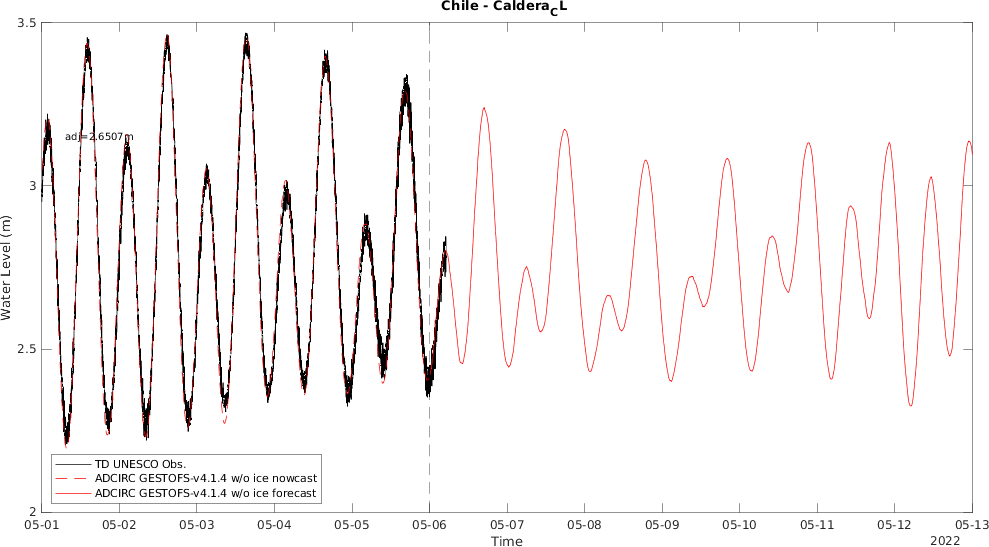 Chile - Caldera_CL
3.5
3
2.5
2
Water Level (m)
adj=2.6507m
TD UNESCO Obs.
ADCIRC GESTOFS-v4.1.4 w/o ice nowcast
ADCIRC GESTOFS-v4.1.4 w/o ice forecast
05-01 05-02 05-03 05-04 05-05 05-06 05-07 05-08 05-09 05-10 05-11 05-12 05-13
Time
2022